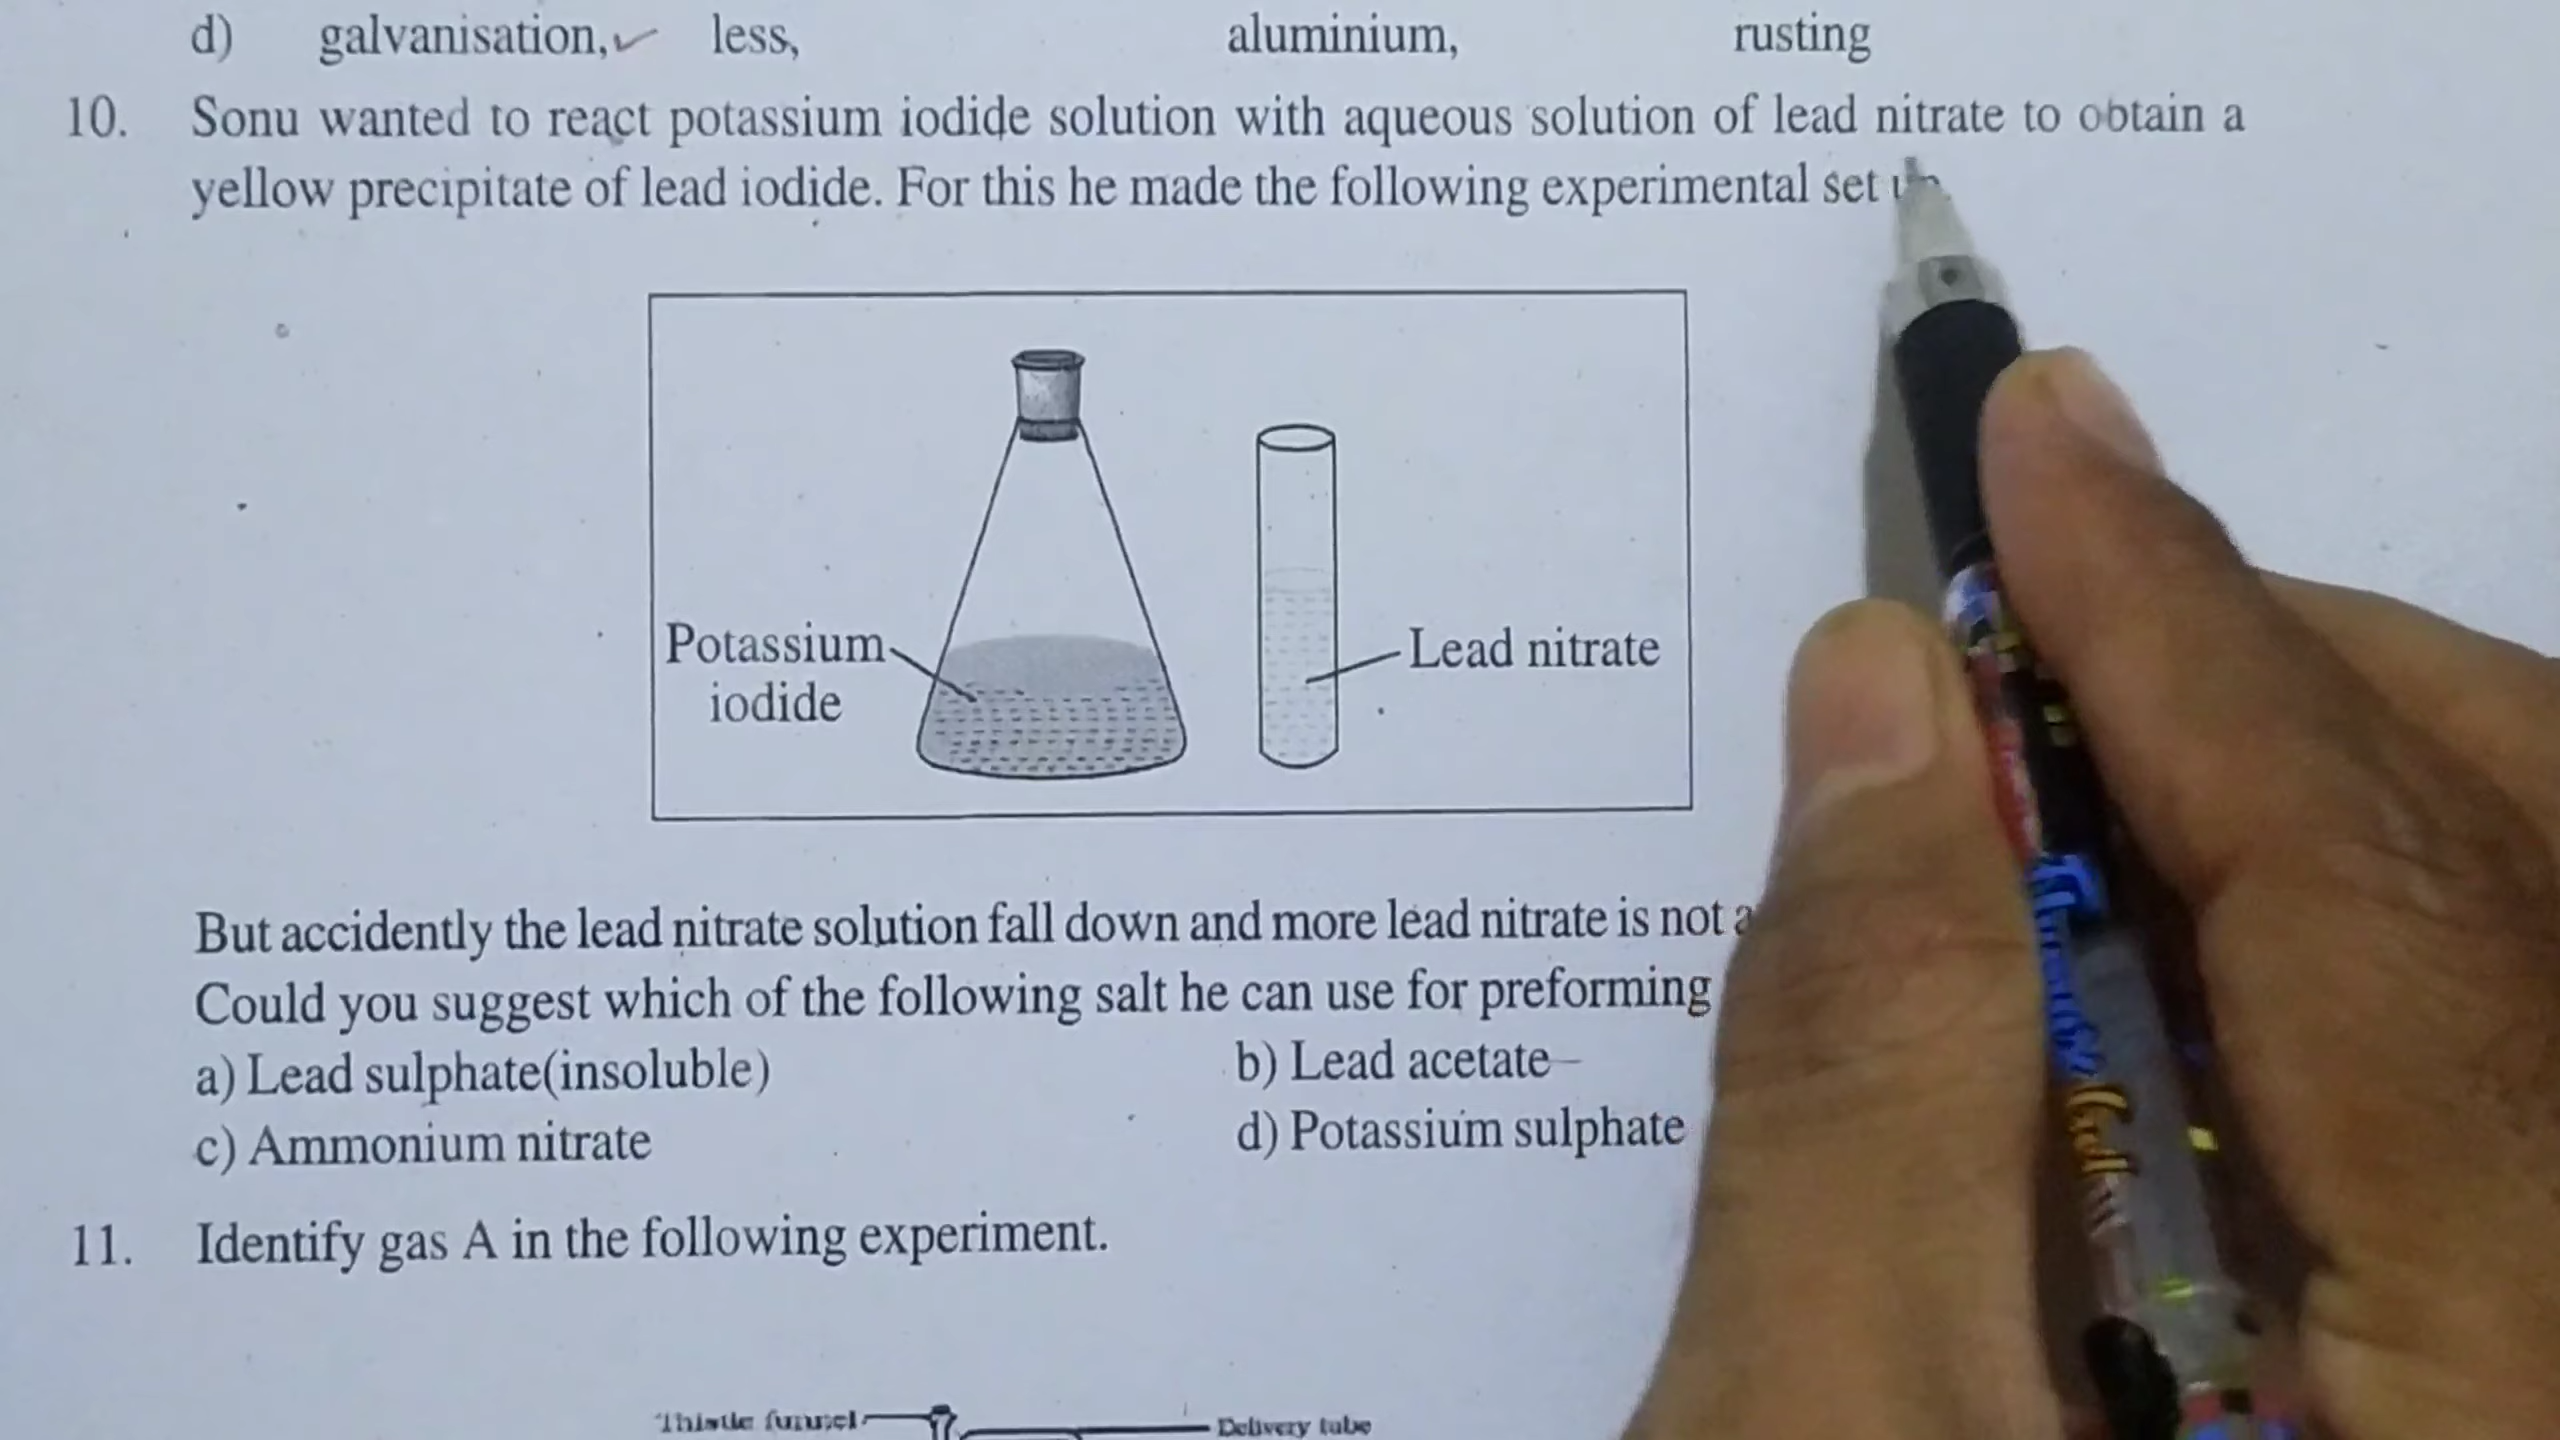 d) galvanisation, less, aluminium, rusting
10. Sonu wanted to react potassium iodide solution with aqueous solution of lead nitrate to obtain a
yellow precipitate of lead iodide. For this he made the following experimental set
Potassium
iodide
Lead nitrate
But accidently the lead nitrate solution fall down and more lead nitrate is not
Could you suggest which of the following salt he can use for preforming
a) Lead sulphate(insoluble) b) Lead acetate
c) Ammonium nitrate d) Potassium sulphate
11. Identify gas A in the following experiment.
Thistle funnel Delivery tube